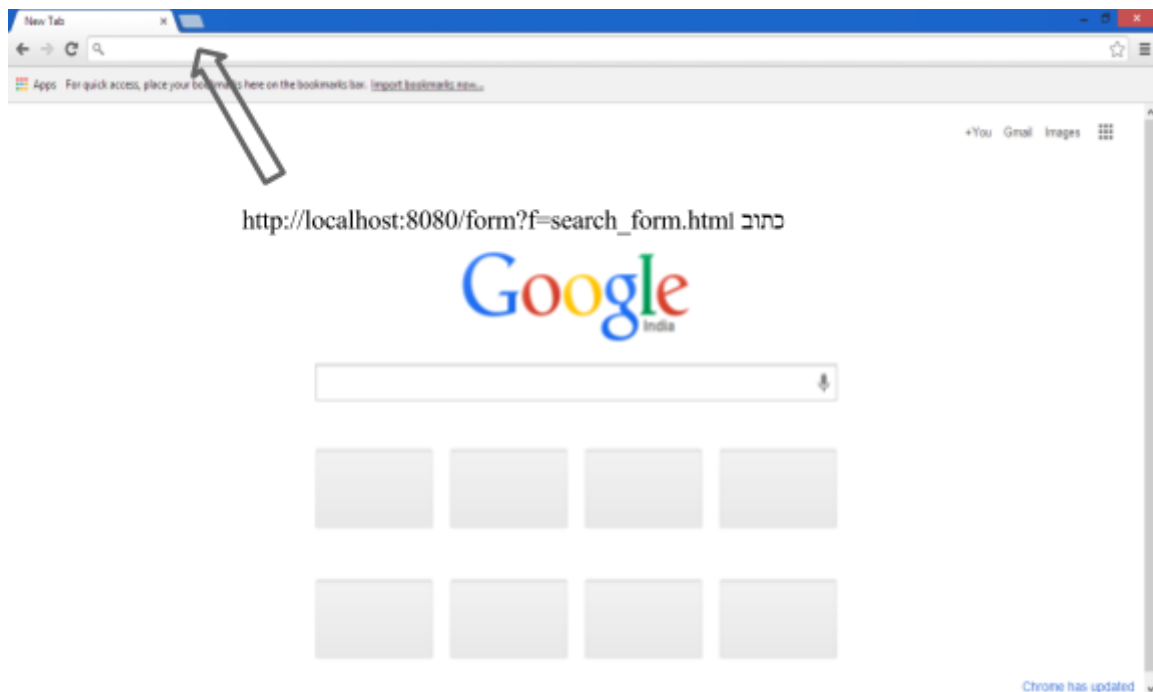 New Tab
Apps For quick access, place your bookmarks here on the bookmarks bar. Import bookmarks now...
+You Gmail Images
כתוב http://localhost:8080/form?f=search_form.html
Google
India
Chrome has updated